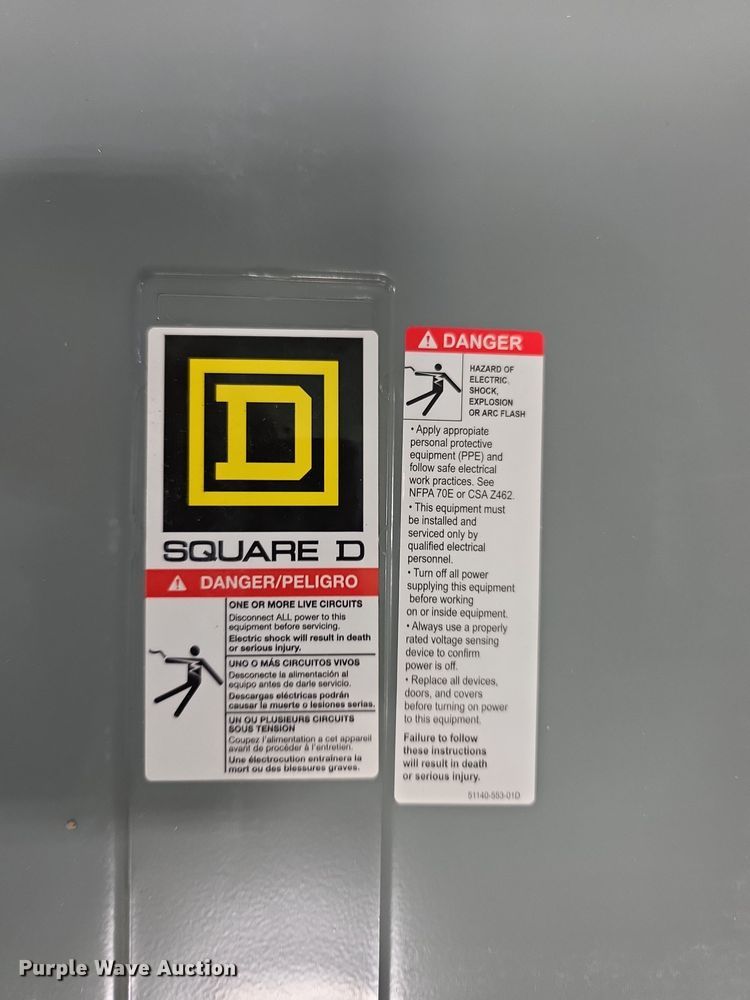 D
SQUARE D
DANGER/PELIGRO
ONE OR MORE LIVE CIRCUITS
Disconnect ALL power to this
equipment before servicing.
Electric shock will result in death
or serious injury.
UNO O MÁS CIRCUITOS VIVOS
Desconecte la alimentación al
equipo antes de darle servicio.
Descargas eléctricas podrán
causar la muerte o lesiones serias.
UN OU PLUSIEURS CIRCUITS
SOUS TENSION
Coupez l'alimentation a cet appareil
avant de procéder à l'entretien.
Une électrocution entraînera la
mort ou des blessures graves.
DANGER
HAZARD OF
ELECTRIC
SHOCK,
EXPLOSION
OR ARC FLASH
• Apply appropiate
personal protective
equipment (PPE) and
follow safe electrical
work practices. See
NFPA 70E or CSA Z462.
• This equipment must
be installed and
serviced only by
qualified electrical
personnel.
• Turn off all power
supplying this equipment
before working
on or inside equipment.
• Always use a properly
rated voltage sensing
device to confirm
power is off.
• Replace all devices,
doors, and covers
before turning on power
to this equipment.
Failure to follow
these instructions
will result in death
or serious injury.
51140-553-01D
Purple Wave Auction